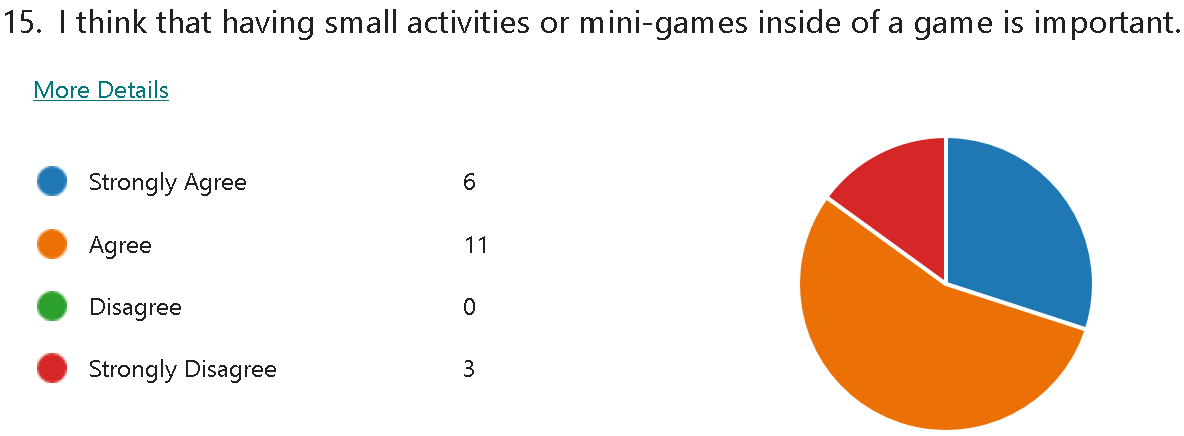 15. I think that having small activities or mini-games inside of a game is important.
More Details
Strongly Agree 6
Agree 11
Disagree 0
Strongly Disagree 3